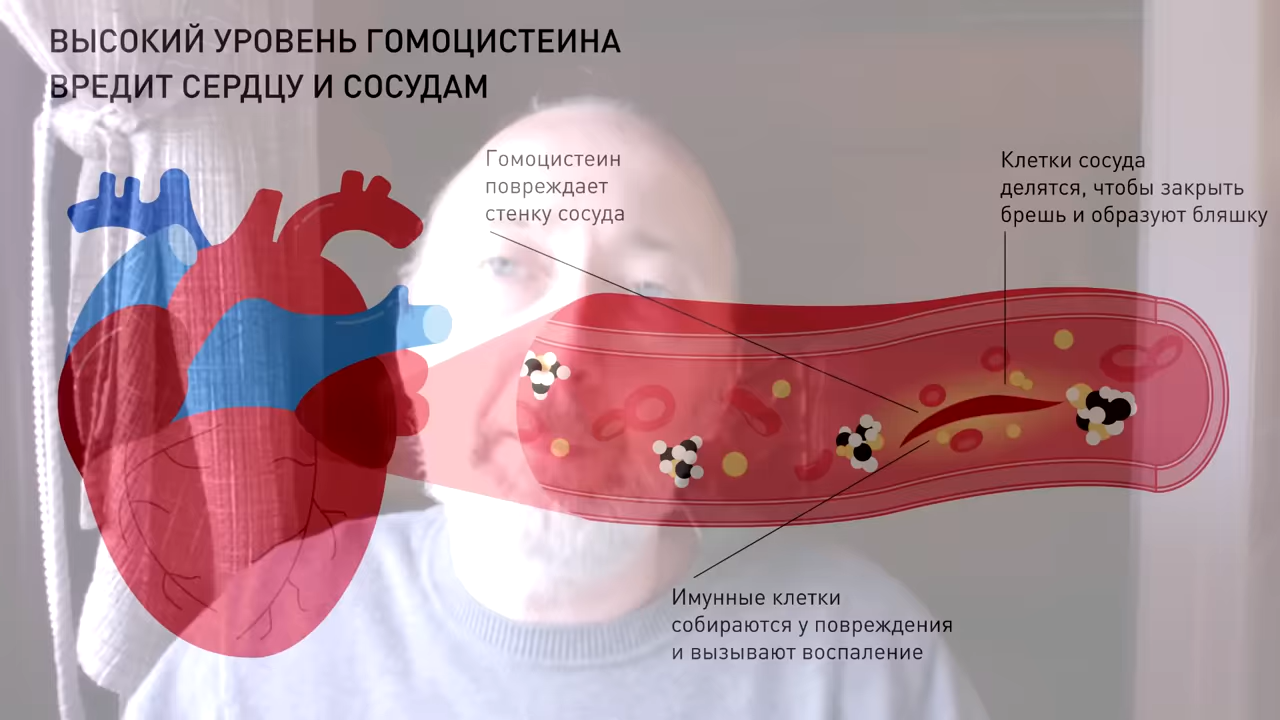 ВЫСОКИЙ УРОВЕНЬ ГОМОЦИСТЕИНА
ВРЕДИТ СЕРДЦУ И СОСУДАМ
Гомоцистеин
повреждает
стенку сосуда
Клетки сосуда
делятся, чтобы закрыть
брешь и образуют бляшку
Имунные клетки
собираются у повреждения
и вызывают воспаление